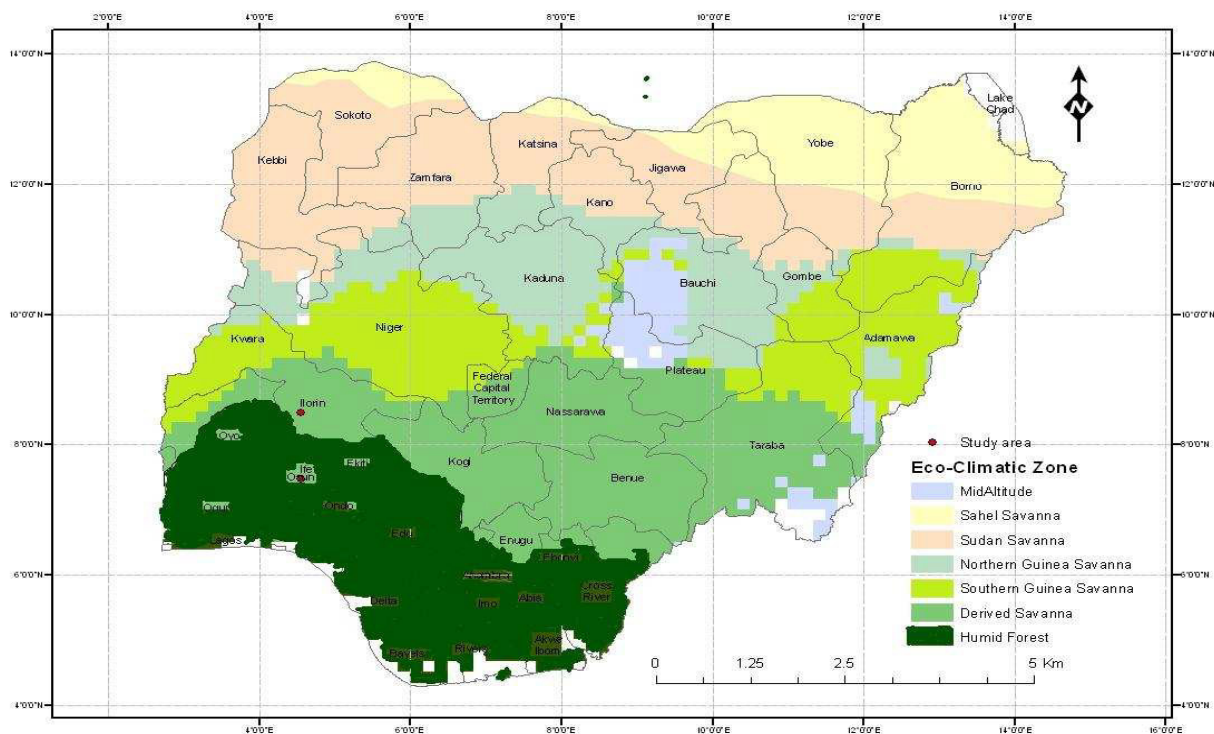 2°0'0"E 4°0'0"E 6°0'0"E 8°0'0"E 10°0'0"E 12°0'0"E 14°0'0"E
14°0'0"N 14°0'0"N
Lake
Chad
Sokoto
Katsina
Yobe
Kebbi
Zamfara
Jigawa
Borno
12°0'0"N 12°0'0"N
Kano
Kaduna
Bauchi
Gombe
10°0'0"N 10°0'0"N
Niger
Kwara
Adamawa
Plateau
Federal
Capital
Territory
Ilorin
Nassarawa
8°0'0"N 8°0'0"N
Oyo
Taraba
Kogi
Ife
Ekiti
Osun
Benue
Ogun
Ondo
Edo
Enugu
Lagos
Ebonyi
6°0'0"N 6°0'0"N
Cross
River
Delta
Imo
Abia
Akwa
Ibom
Rivers
Bayelsa
4°0'0"N 4°0'0"N
Study area
Eco-Climatic Zone
MidAltitude
Sahel Savanna
Sudan Savanna
Northern Guinea Savanna
Southern Guinea Savanna
Derived Savanna
Humid Forest
0 1.25 2.5 5 Km
N
2°0'0"E 4°0'0"E 6°0'0"E 8°0'0"E 10°0'0"E 12°0'0"E 14°0'0"E 16°0'0"E